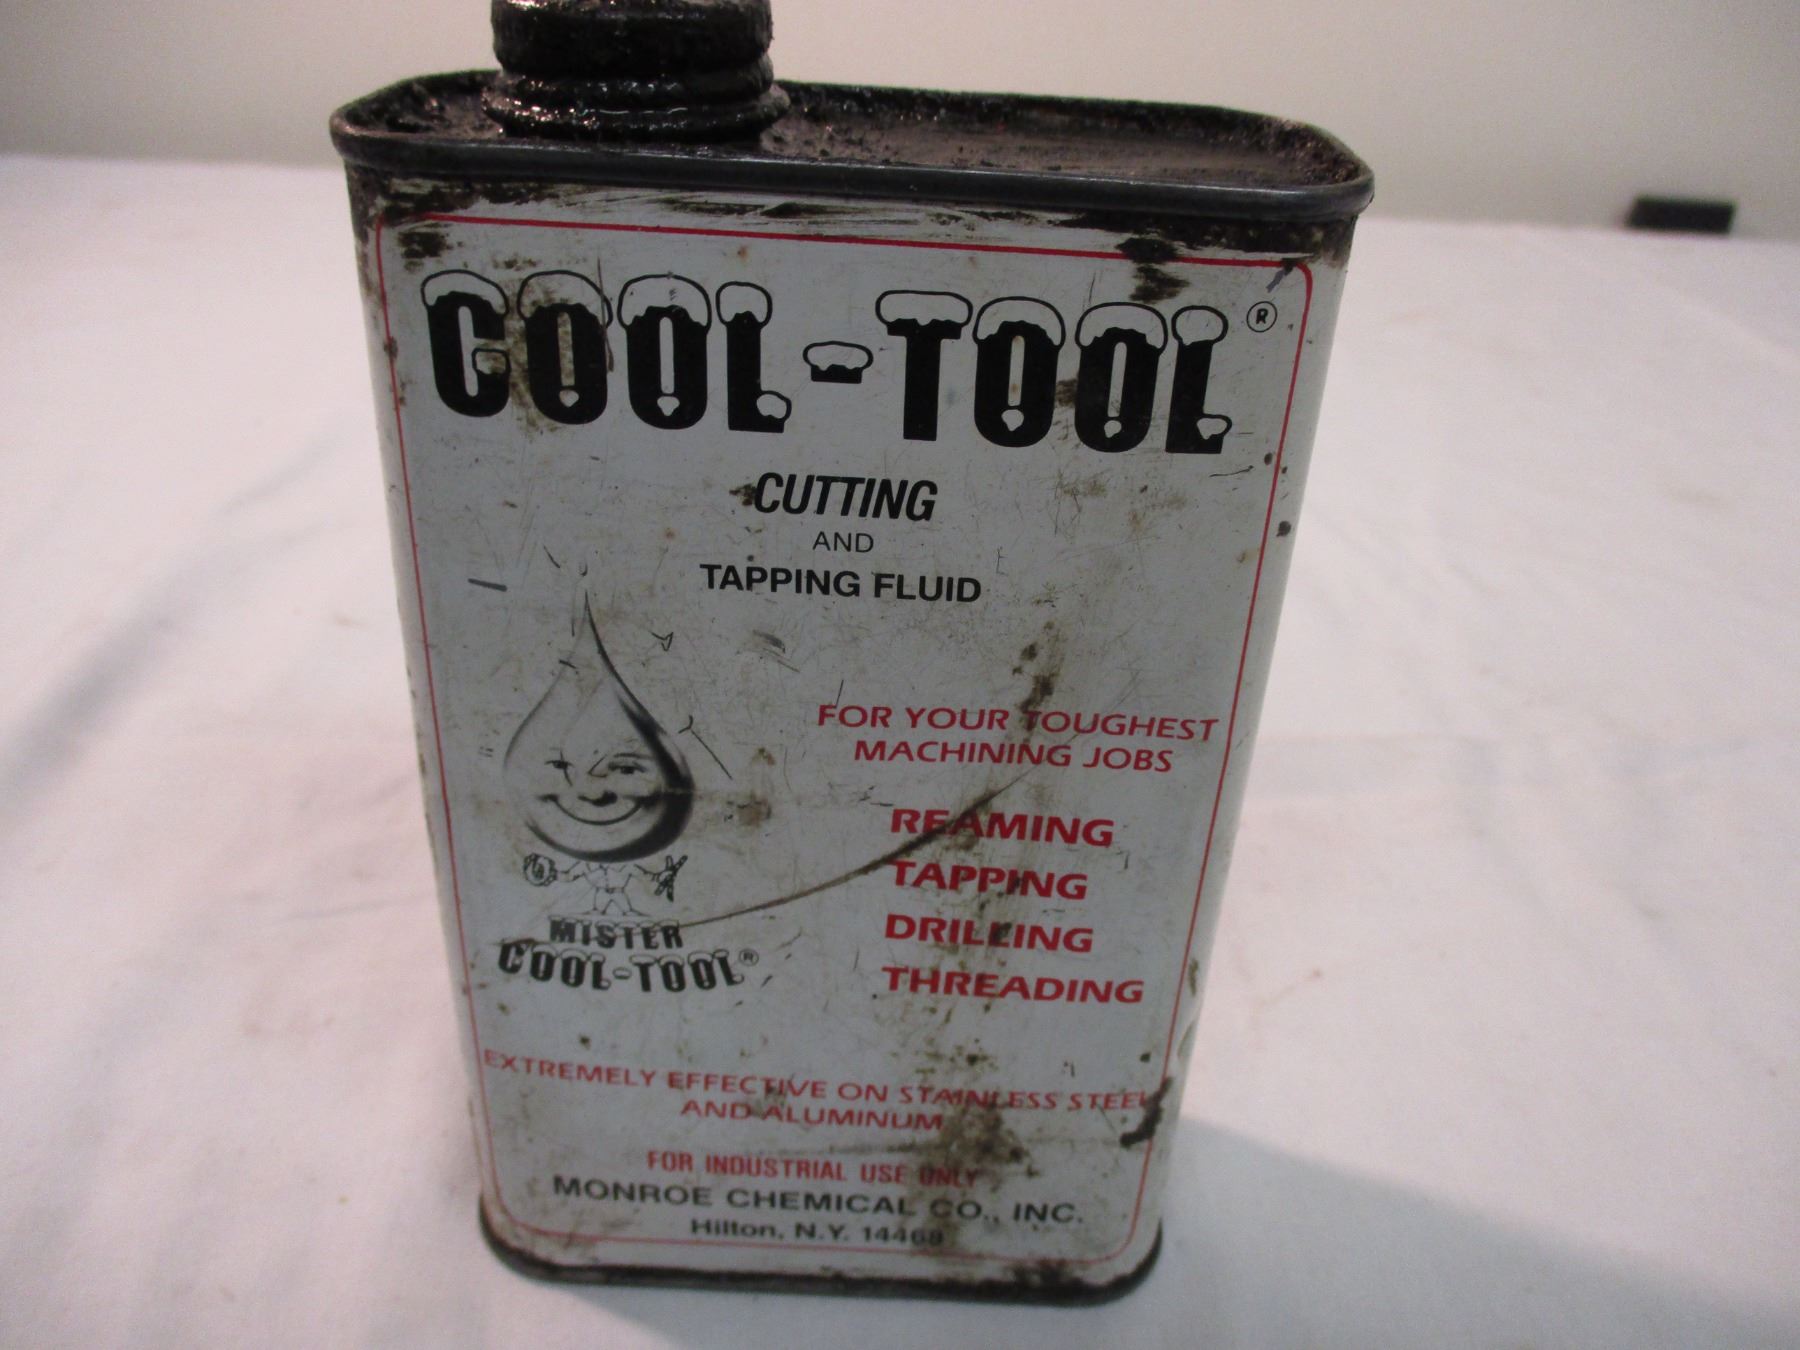 COOL-TOOL®
CUTTING
AND
TAPPING FLUID
FOR YOUR TOUGHEST
MACHINING JOBS
REAMING
TAPPING
DRILLING
THREADING
MISTER
COOL-TOOL®
EXTREMELY EFFECTIVE ON STAINLESS STEEL
AND ALUMINUM
FOR INDUSTRIAL USE ONLY
MONROE CHEMICAL CO., INC.
Hilton, N.Y. 14468